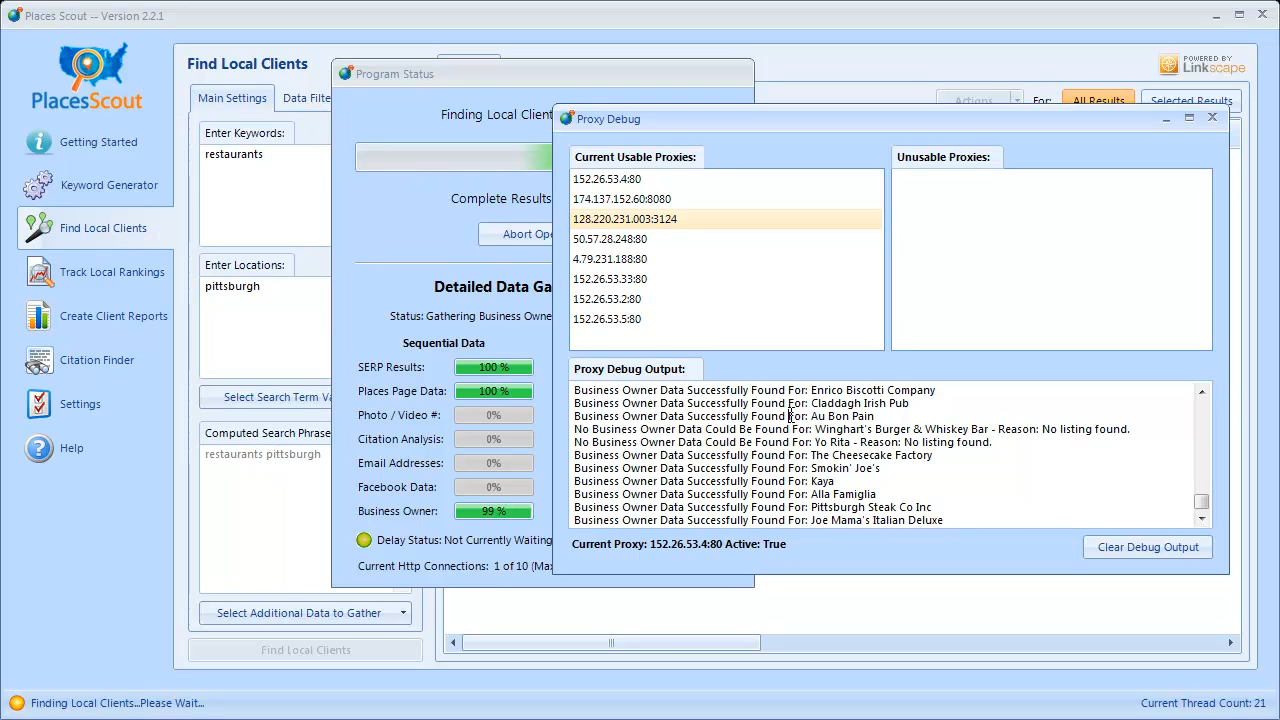 Places Scout -- Version 2.2.1
PlacesScout
Getting Started
Keyword Generator
Find Local Clients
Track Local Rankings
Create Client Reports
Citation Finder
Settings
Help
Find Local Clients
POWERED BY
Linkscape
Main Settings
Data Filte
Actions
For:
All Results
Selected Results
Enter Keywords:
restaurants
Enter Locations:
pittsburgh
Select Search Term Va
Computed Search Phrase
restaurants pittsburgh
Select Additional Data to Gather
Find Local Clients
Program Status
Finding Local Client
Complete Results
Abort Ope
Detailed Data Ga
Status: Gathering Business Owne
Sequential Data
SERP Results: 100 %
Places Page Data: 100 %
Photo / Video #: 0%
Citation Analysis: 0%
Email Addresses: 0%
Facebook Data: 0%
Business Owner: 99 %
Delay Status: Not Currently Waiting
Current Http Connections: 1 of 10 (Max
Proxy Debug
Current Usable Proxies:
152.26.53.4:80
174.137.152.60:8080
128.220.231.003:3124
50.57.28.248:80
4.79.231.188:80
152.26.53.33:80
152.26.53.2:80
152.26.53.5:80
Unusable Proxies:
Proxy Debug Output:
Business Owner Data Successfully Found For: Enrico Biscotti Company
Business Owner Data Successfully Found For: Claddagh Irish Pub
Business Owner Data Successfully Found For: Au Bon Pain
No Business Owner Data Could Be Found For: Winghart's Burger & Whiskey Bar - Reason: No listing found.
No Business Owner Data Could Be Found For: Yo Rita - Reason: No listing found.
Business Owner Data Successfully Found For: The Cheesecake Factory
Business Owner Data Successfully Found For: Smokin' Joe's
Business Owner Data Successfully Found For: Kaya
Business Owner Data Successfully Found For: Alla Famiglia
Business Owner Data Successfully Found For: Pittsburgh Steak Co Inc
Business Owner Data Successfully Found For: Joe Mama's Italian Deluxe
Current Proxy: 152.26.53.4:80 Active: True
Clear Debug Output
Finding Local Clients...Please Wait...
Current Thread Count: 21